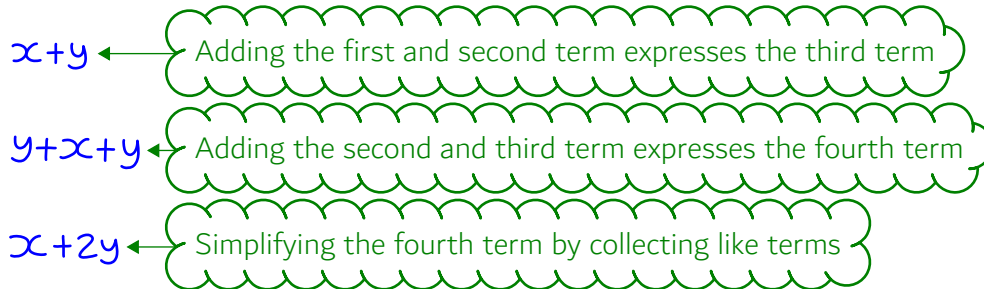 x+y Adding the first and second term expresses the third term
y+x+y Adding the second and third term expresses the fourth term
x+2y Simplifying the fourth term by collecting like terms